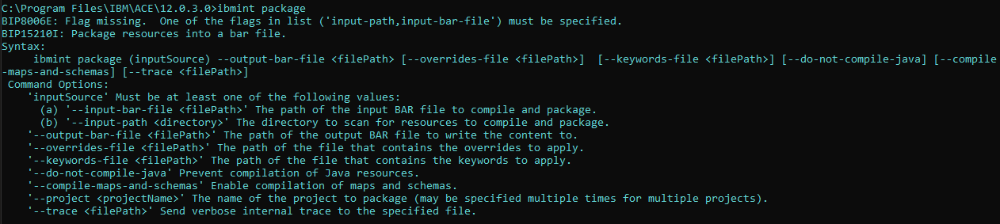 C:\Program Files\IBM\ACE\12.0.3.0>ibmint package
BIP8006E: Flag missing.  One of the flags in list ('input-path,input-bar-file') must be specified.
BIP15210I: Package resources into a bar file.
Syntax:
     ibmint package (inputSource) --output-bar-file <filePath> [--overrides-file <filePath>]  [--keywords-file <filePath>] [--do-not-compile-java] [--compile
-maps-and-schemas] [--trace <filePath>]
 Command Options:
    'inputSource' Must be at least one of the following values:
      (a) '--input-bar-file <filePath>' The path of the input BAR file to compile and package.
      (b) '--input-path <directory>' The directory to scan for resources to compile and package.
    '--output-bar-file <filePath>' The path of the output BAR file to write the content to.
    '--overrides-file <filePath>' The path of the file that contains the overrides to apply.
    '--keywords-file <filePath>' The path of the file that contains the keywords to apply.
    '--do-not-compile-java' Prevent compilation of Java resources.
    '--compile-maps-and-schemas' Enable compilation of maps and schemas.
    '--project <projectName>' The name of the project to package (may be specified multiple times for multiple projects).
    '--trace <filePath>' Send verbose internal trace to the specified file.